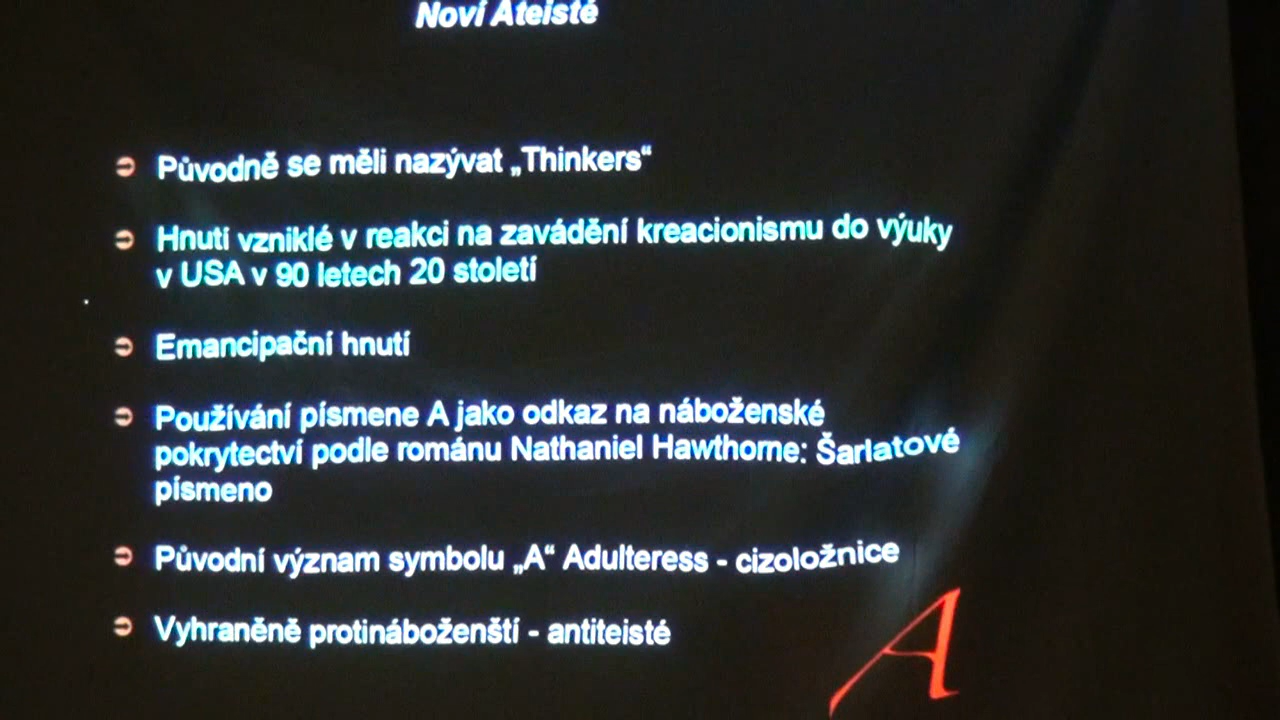 Noví Ateisté
Původně se měli nazývat „Thinkers“
Hnutí vzniklé v reakci na zavádění kreacionismu do výuky
v USA v 90 letech 20 století
Emancipační hnutí
Používání písmene A jako odkaz na náboženské
pokrytectví podle románu Nathaniel Hawthorne: Šarlatové
písmeno
Původní význam symbolu „A“ Adulteress - cizoložnice
Vyhraněně protináboženští - antiteisté
A